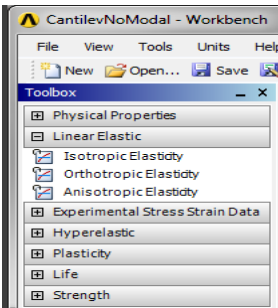 CantilevNoModal - Workbench
File View Tools Units Help
New Open... Save
Toolbox
Physical Properties
Linear Elastic
Isotropic Elasticity
Orthotropic Elasticity
Anisotropic Elasticity
Experimental Stress Strain Data
Hyperelastic
Plasticity
Life
Strength